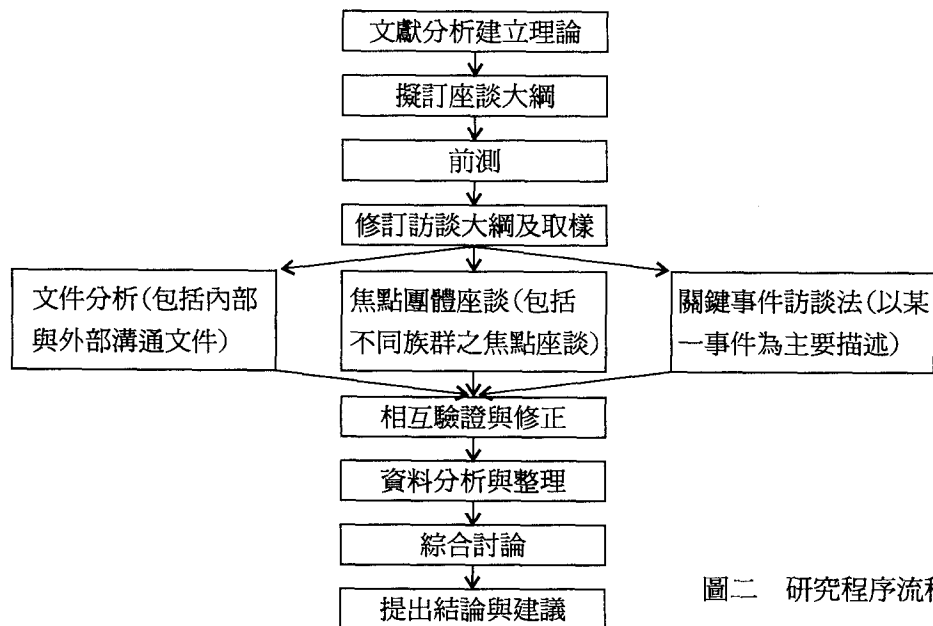 文獻分析建立理論
擬訂座談大綱
前測
修訂訪談大綱及取樣
文件分析(包括內部
與外部溝通文件)
焦點團體座談(包括
不同族群之焦點座談)
關鍵事件訪談法(以某
一事件為主要描述)
相互驗證與修正
資料分析與整理
綜合討論
提出結論與建議
圖二 研究程序流程